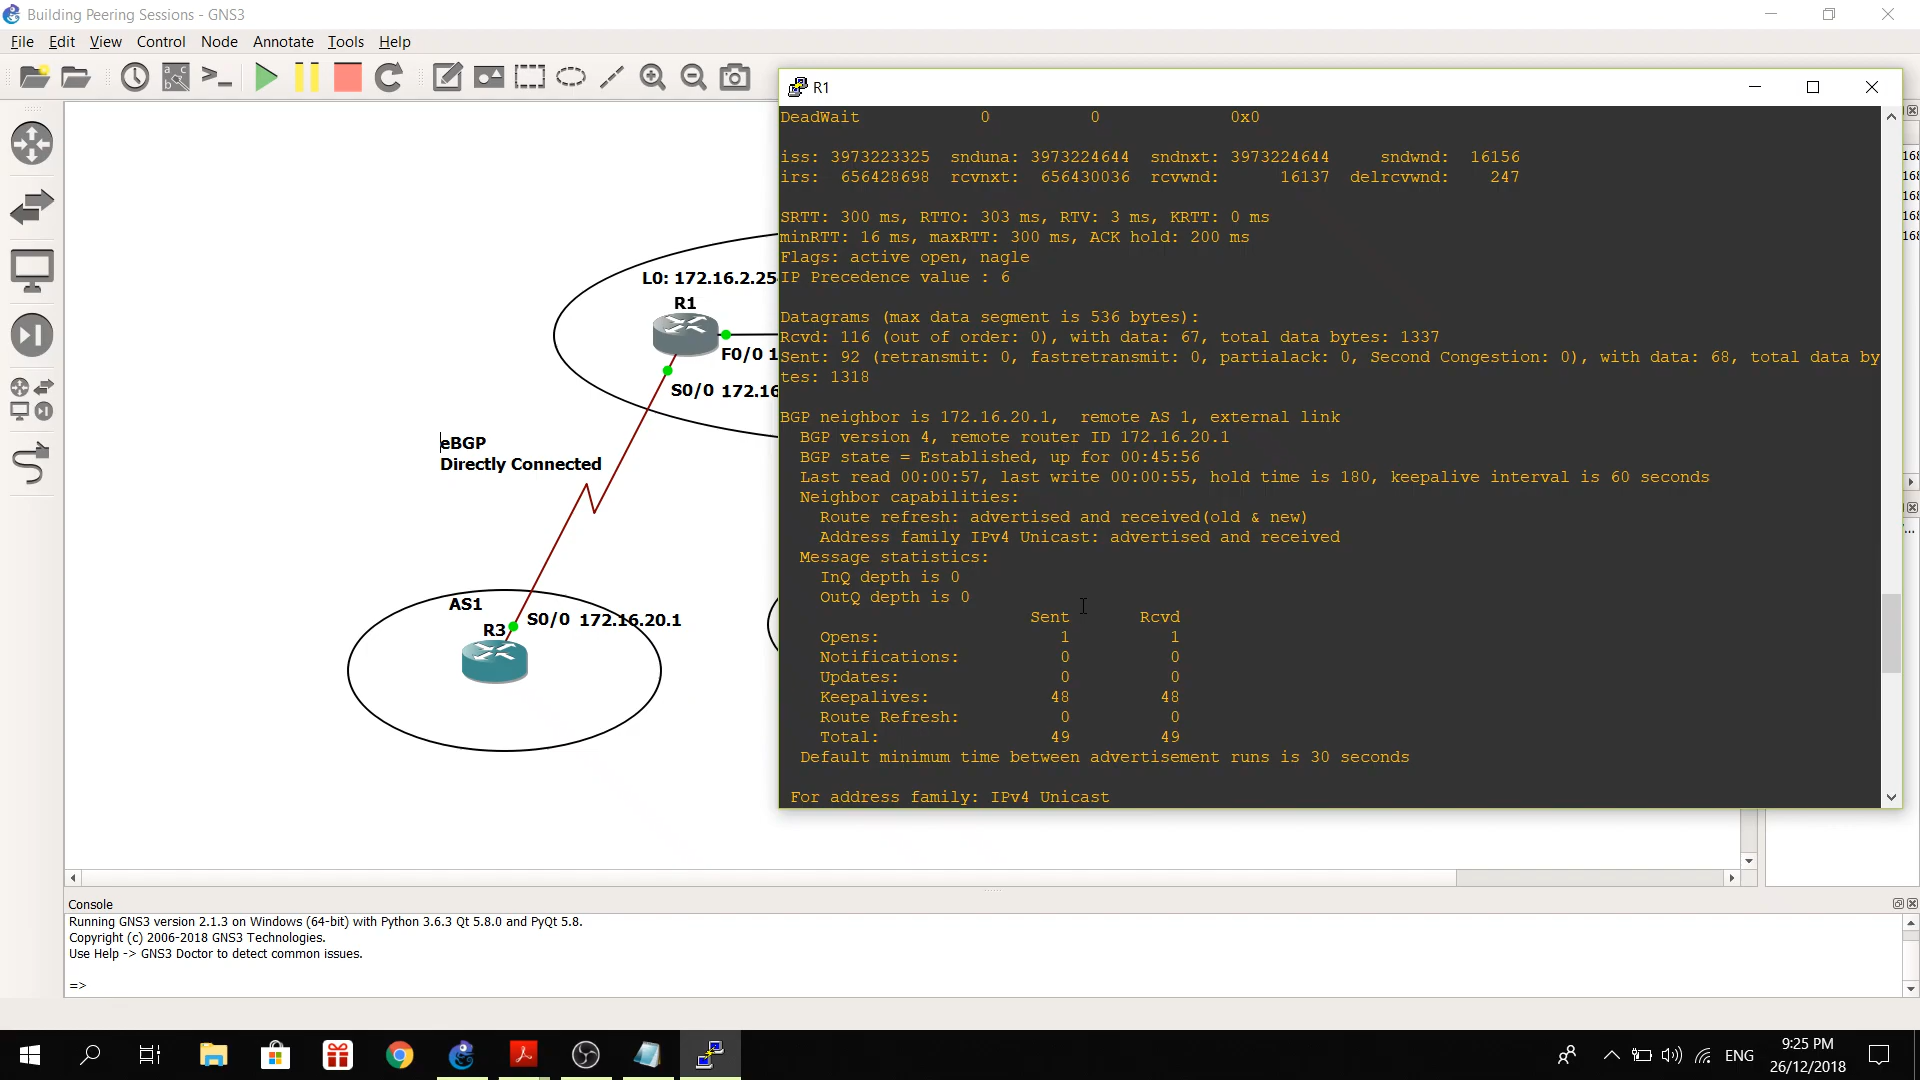 Building Peering Sessions - GNS3
File Edit View Control Node Annotate Tools Help
R1
L0: 172.16.2.25
R1
F0/0 1
S0/0 172.16
eBGP
Directly Connected
AS1
S0/0 172.16.20.1
R3
DeadWait 0 0 0x0
iss: 3973223325 snduna: 3973224644 sndnxt: 3973224644 sndwnd: 16156
irs: 656428698 rcvnxt: 656430036 rcvwnd: 16137 delrcvwnd: 247
SRTT: 300 ms, RTTO: 303 ms, RTV: 3 ms, KRTT: 0 ms
minRTT: 16 ms, maxRTT: 300 ms, ACK hold: 200 ms
Flags: active open, nagle
IP Precedence value : 6
Datagrams (max data segment is 536 bytes):
Rcvd: 116 (out of order: 0), with data: 67, total data bytes: 1337
Sent: 92 (retransmit: 0, fastretransmit: 0, partialack: 0, Second Congestion: 0), with data: 68, total data by
tes: 1318
BGP neighbor is 172.16.20.1, remote AS 1, external link
BGP version 4, remote router ID 172.16.20.1
BGP state = Established, up for 00:45:56
Last read 00:00:57, last write 00:00:55, hold time is 180, keepalive interval is 60 seconds
Neighbor capabilities:
Route refresh: advertised and received(old & new)
Address family IPv4 Unicast: advertised and received
Message statistics:
InQ depth is 0
OutQ depth is 0
Sent Rcvd
Opens: 1 1
Notifications: 0 0
Updates: 0 0
Keepalives: 48 48
Route Refresh: 0 0
Total: 49 49
Default minimum time between advertisement runs is 30 seconds
For address family: IPv4 Unicast
168
168
168
168
168
Console
Running GNS3 version 2.1.3 on Windows (64-bit) with Python 3.6.3 Qt 5.8.0 and PyQt 5.8.
Copyright (c) 2006-2018 GNS3 Technologies.
Use Help -> GNS3 Doctor to detect common issues.
=>
ENG
9:25 PM
26/12/2018